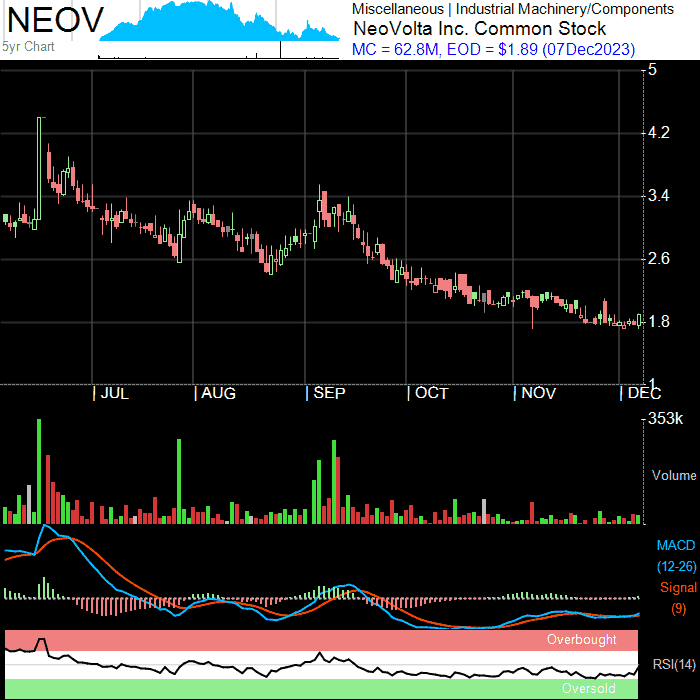 NEOV
5yr Chart
Miscellaneous | Industrial Machinery/Components
NeoVolta Inc. Common Stock
MC = 62.8M, EOD = $1.89 (07Dec2023)
5
4.2
3.4
2.6
1.8
1
JUL AUG SEP OCT NOV DEC
353k
Volume
MACD
(12-26)
Signal
(9)
Overbought
RSI(14)
Oversold